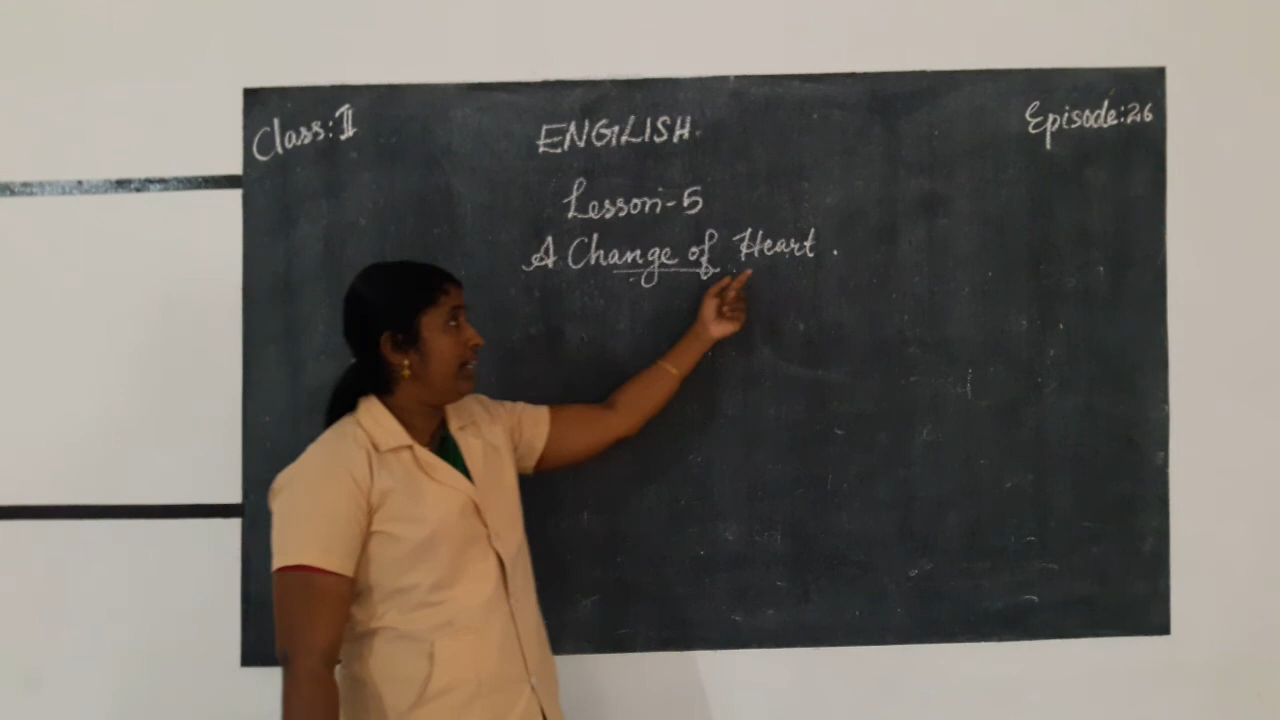 Class: II
ENGLISH.
Episode: 26
Lesson-5
A Change of Heart.